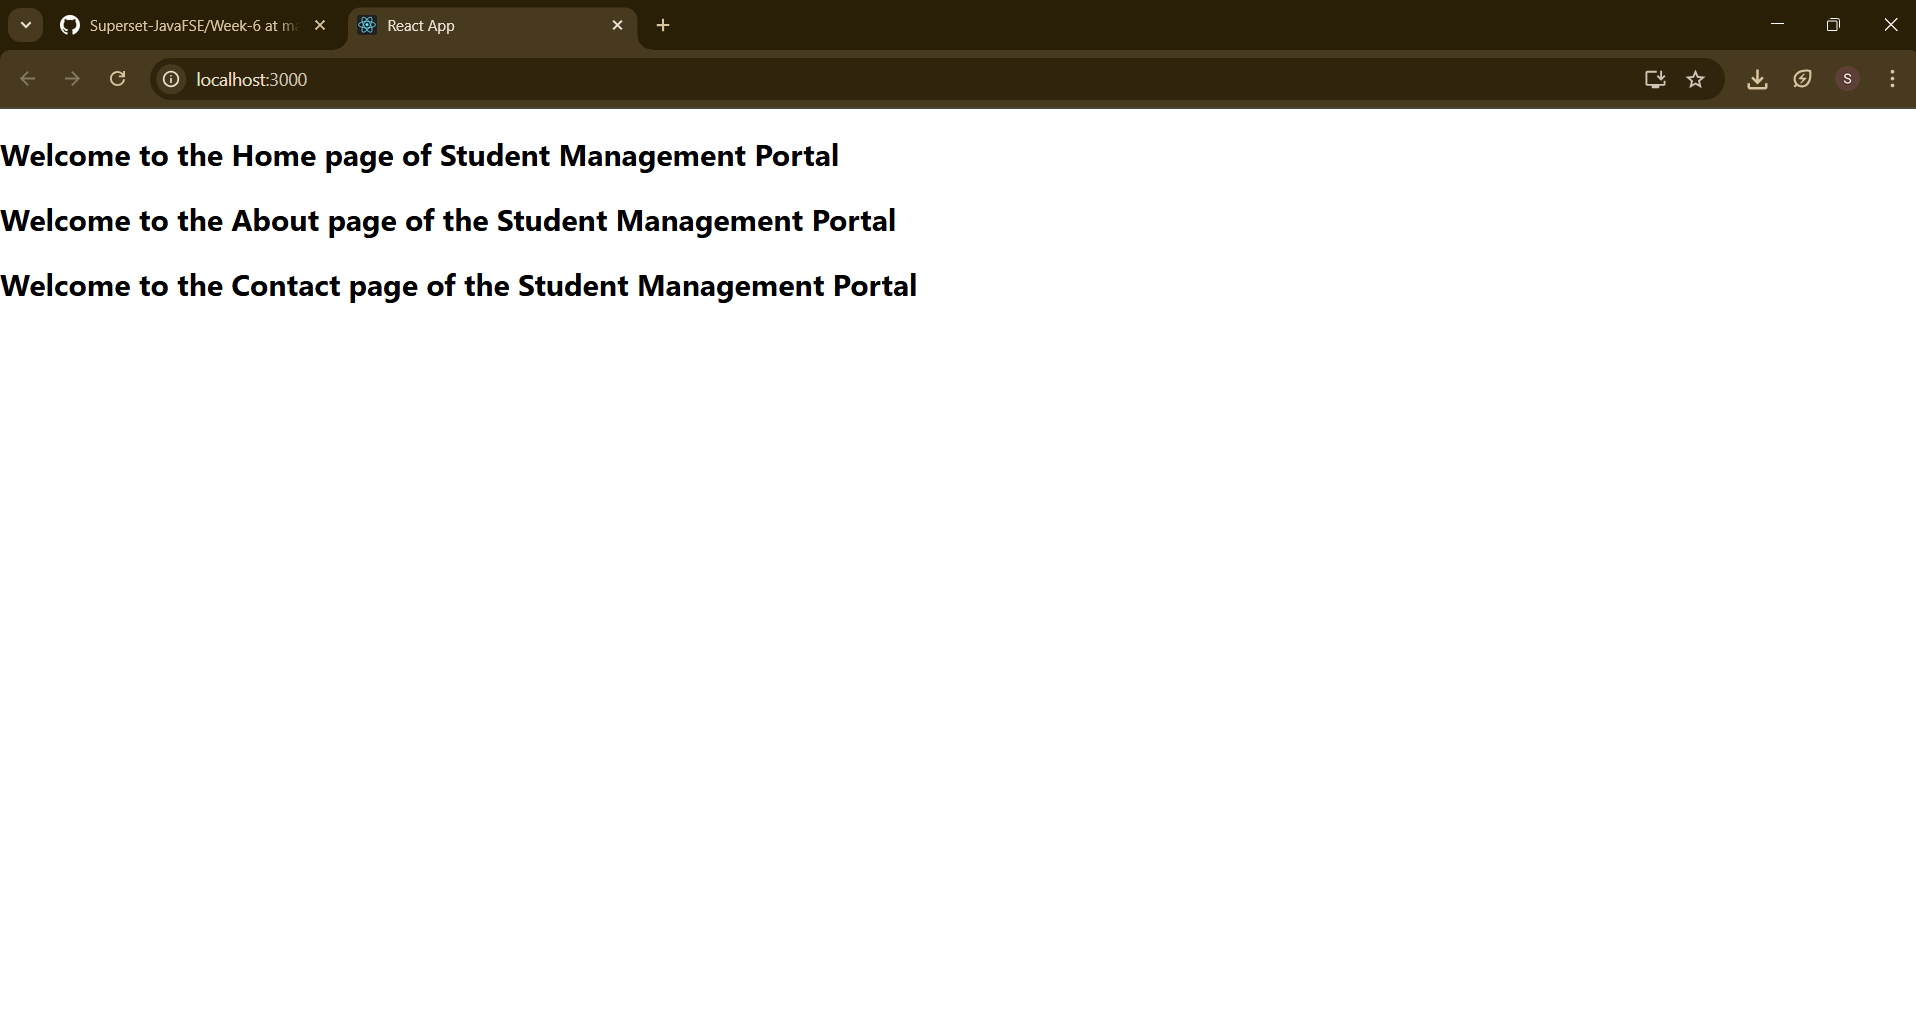 Superset-JavaFSE/Week-6 at
React App
localhost:3000
S
Welcome to the Home page of Student Management Portal
Welcome to the About page of the Student Management Portal
Welcome to the Contact page of the Student Management Portal